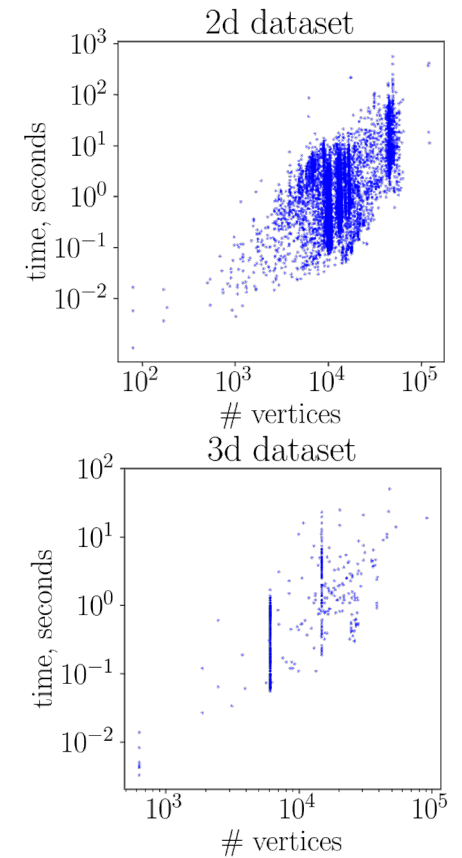 2d dataset
10³
10²
10¹
10⁰
10⁻¹
10⁻²
time, seconds
10² 10³ 10⁴ 10⁵
# vertices
3d dataset
10²
10¹
10⁰
10⁻¹
10⁻²
time, seconds
10³ 10⁴ 10⁵
# vertices